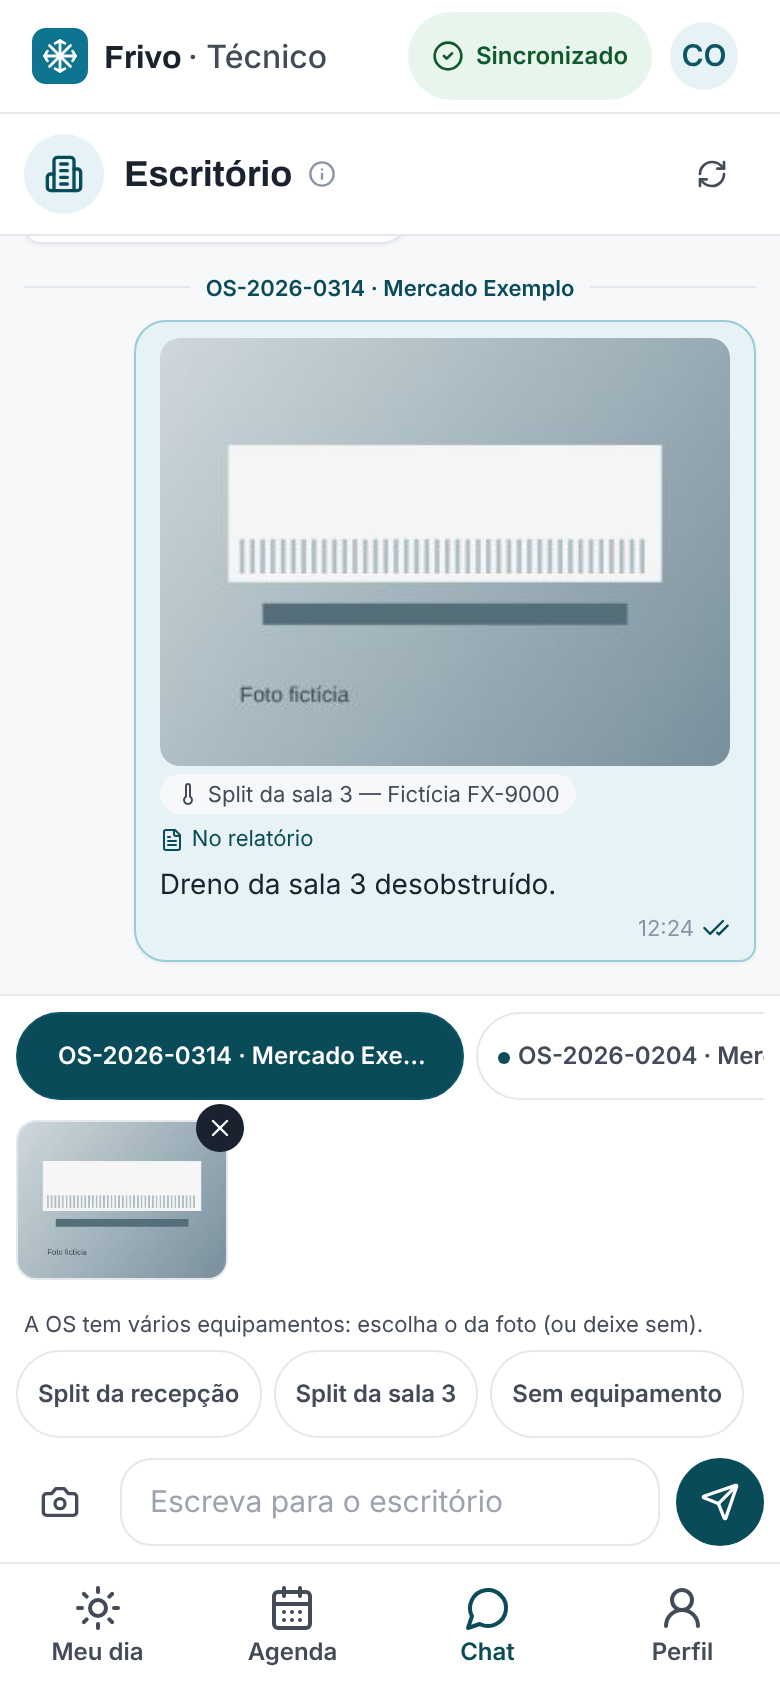 Frivo · Técnico
Sincronizado
CO
Escritório
OS-2026-0314 · Mercado Exemplo
Foto fictícia
Split da sala 3 — Fictícia FX-9000
No relatório
Dreno da sala 3 desobstruído.
12:24
OS-2026-0314 · Mercado Exe...
OS-2026-0204 · Mer
Foto fictícia
A OS tem vários equipamentos: escolha o da foto (ou deixe sem).
Split da recepção
Split da sala 3
Sem equipamento
Escreva para o escritório
Meu dia
Agenda
Chat
Perfil